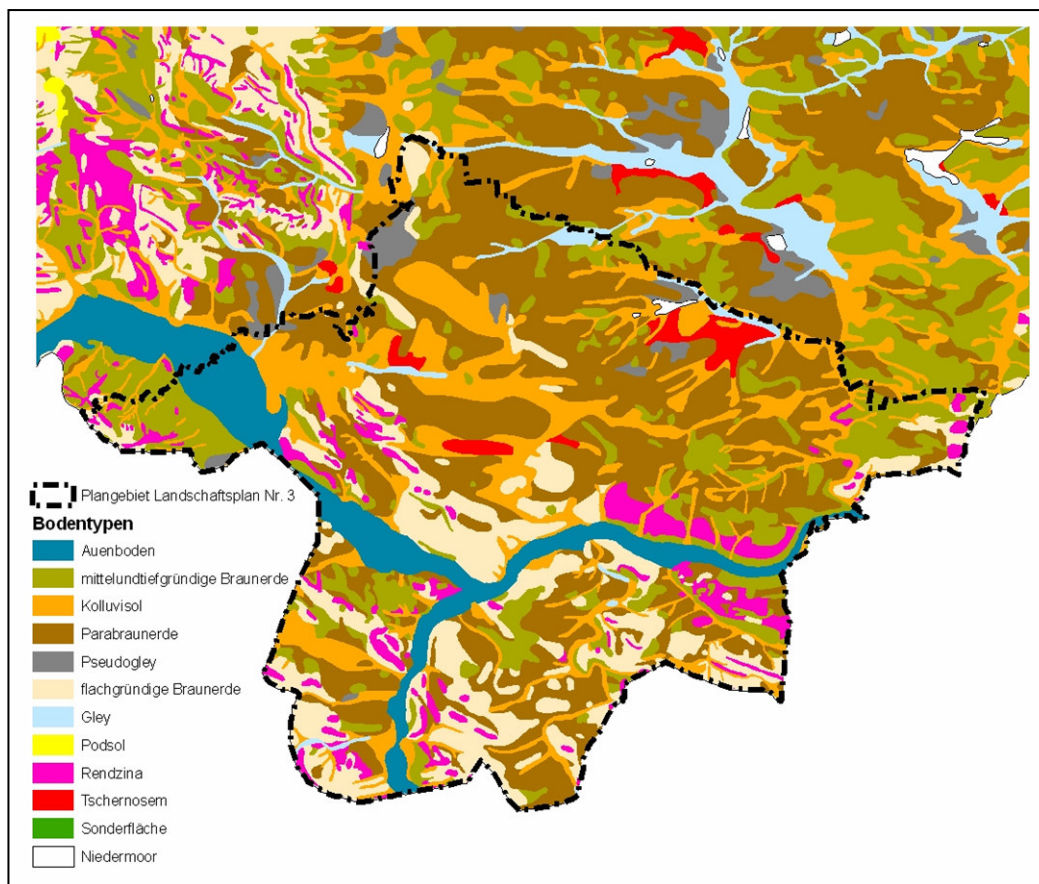 Plangebiet Landschaftsplan Nr. 3
Bodentypen
Auenboden
mittelundtiefgründige Braunerde
Kolluvisol
Parabraunerde
Pseudogley
flachgründige Braunerde
Gley
Podsol
Rendzina
Tschernosem
Sonderfläche
Niedermoor